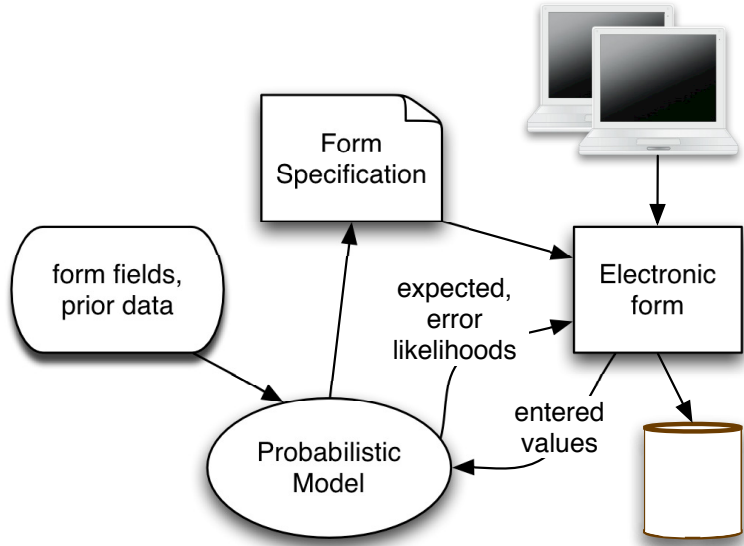 Form
Specification
form fields,
prior data
expected,
error
likelihoods
Electronic
form
entered
values
Probabilistic
Model